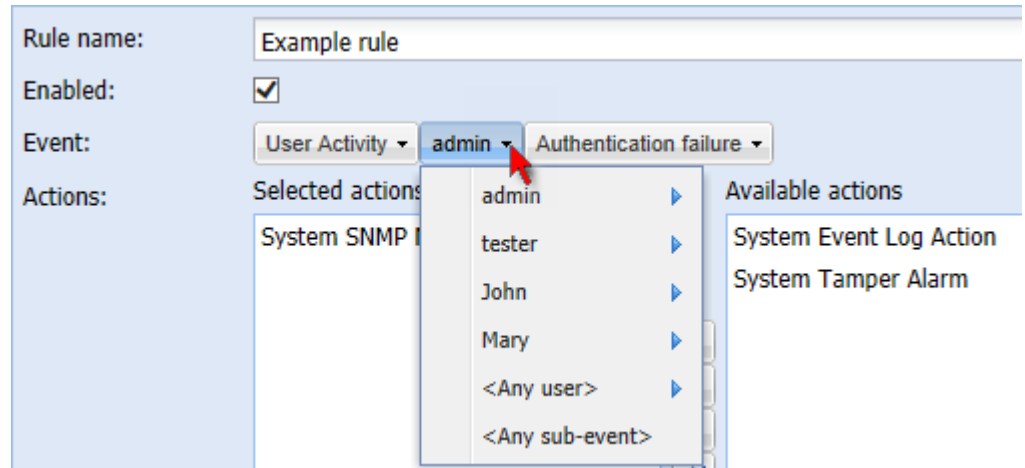 Rule name: Example rule
Enabled:
Event: User Activity admin Authentication failure
Actions: Selected actions Available actions
System SNMP
System Event Log Action
System Tamper Alarm
admin
tester
John
Mary
<Any user>
<Any sub-event>